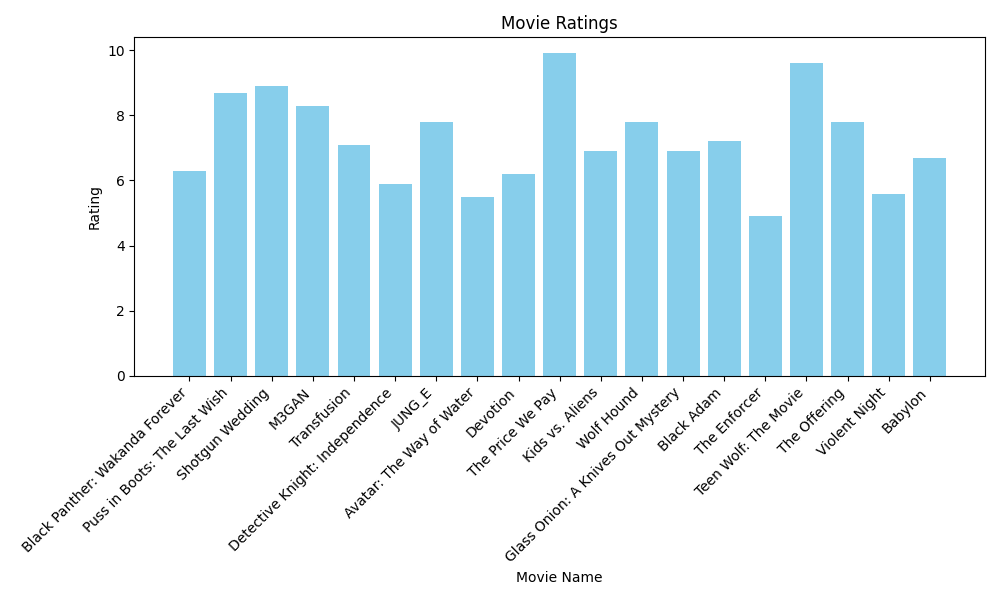 Movie Ratings
Rating
10
8
6
4
2
0
Black Panther: Wakanda Forever
Puss in Boots: The Last Wish
Shotgun Wedding
M3GAN
Transfusion
Detective Knight: Independence
JUNG_E
Avatar: The Way of Water
Devotion
The Price We Pay
Kids vs. Aliens
Wolf Hound
Glass Onion: A Knives Out Mystery
Black Adam
The Enforcer
Teen Wolf: The Movie
The Offering
Violent Night
Babylon
Movie Name